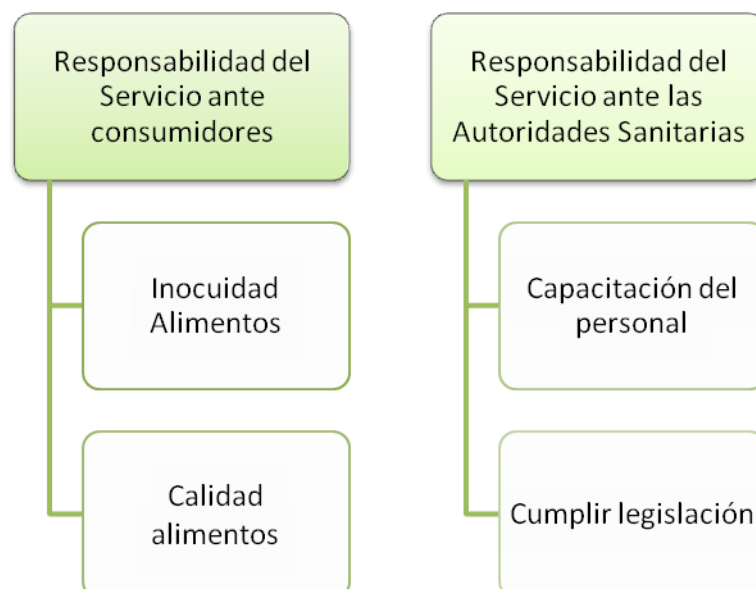 Responsabilidad del
Servicio ante
consumidores
Inocuidad
Alimentos
Calidad
alimentos
Responsabilidad del
Servicio ante las
Autoridades Sanitarias
Capacitación del
personal
Cumplir legislación